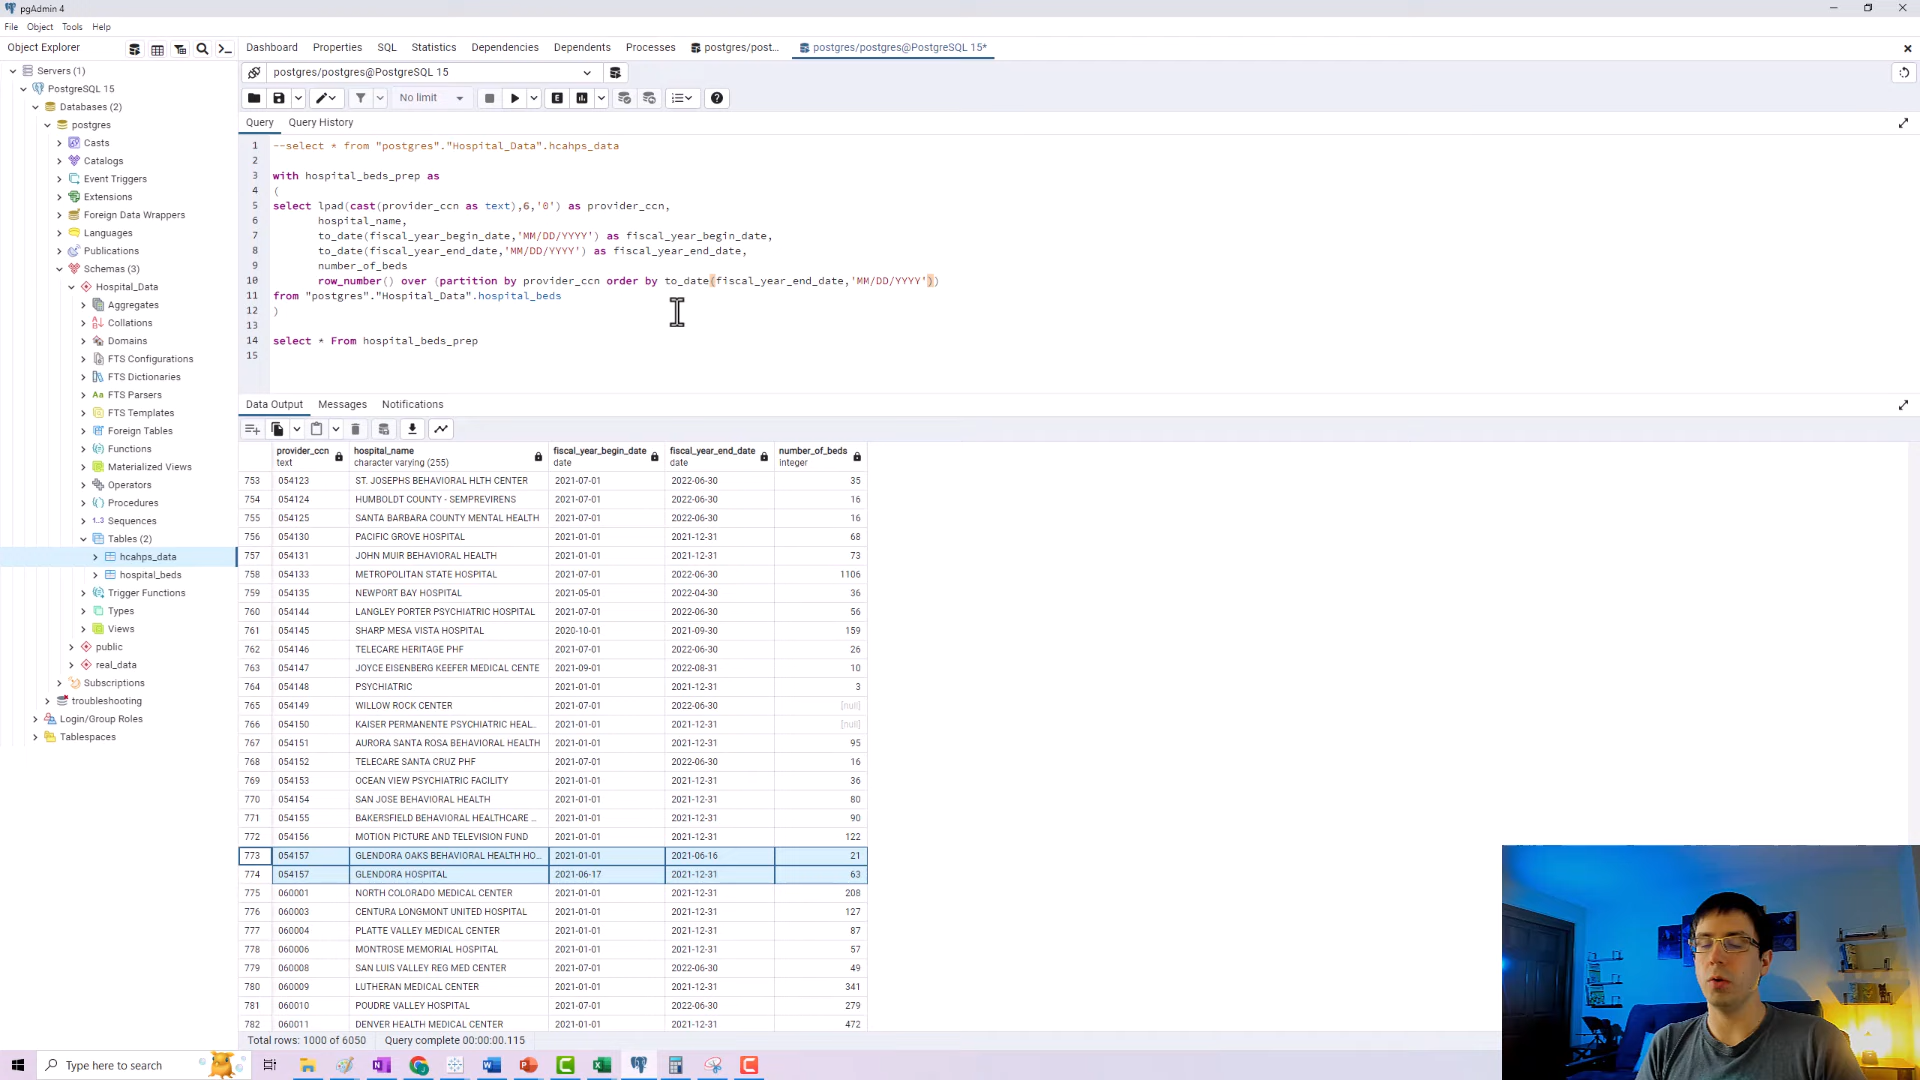 pgAdmin 4
File Object Tools Help
Object Explorer
Dashboard Properties SQL Statistics Dependencies Dependents Processes postgres/post... postgres/postgres@PostgreSQL 15*
Servers (1)
PostgreSQL 15
Databases (2)
postgres
Casts
Catalogs
Event Triggers
Extensions
Foreign Data Wrappers
Languages
Publications
Schemas (3)
Hospital_Data
Aggregates
Collations
Domains
FTS Configurations
FTS Dictionaries
FTS Parsers
FTS Templates
Foreign Tables
Functions
Materialized Views
Operators
Procedures
Sequences
Tables (2)
hcahps_data
hospital_beds
Trigger Functions
Types
Views
public
real_data
Subscriptions
troubleshooting
Login/Group Roles
Tablespaces
postgres/postgres@PostgreSQL 15
No limit
Query Query History
1 --select * from "postgres"."Hospital_Data".hcahps_data
2
3 with hospital_beds_prep as
4 (
5 select lpad(cast(provider_ccn as text),6,'0') as provider_ccn,
6 hospital_name,
7 to_date(fiscal_year_begin_date,'MM/DD/YYYY') as fiscal_year_begin_date,
8 to_date(fiscal_year_end_date,'MM/DD/YYYY') as fiscal_year_end_date,
9 number_of_beds
10 row_number() over (partition by provider_ccn order by to_date(fiscal_year_end_date,'MM/DD/YYYY'))
11 from "postgres"."Hospital_Data".hospital_beds
12 )
13
14 select * From hospital_beds_prep
15
Data Output Messages Notifications
provider_ccn hospital_name fiscal_year_begin_date fiscal_year_end_date number_of_beds
text character varying (255) date date integer
753 054123 ST. JOSEPHS BEHAVIORAL HLTH CENTER 2021-07-01 2022-06-30 35
754 054124 HUMBOLDT COUNTY - SEMPREVIRENS 2021-07-01 2022-06-30 16
755 054125 SANTA BARBARA COUNTY MENTAL HEALTH 2021-07-01 2022-06-30 16
756 054130 PACIFIC GROVE HOSPITAL 2021-01-01 2021-12-31 68
757 054131 JOHN MUIR BEHAVIORAL HEALTH 2021-01-01 2021-12-31 73
758 054133 METROPOLITAN STATE HOSPITAL 2021-07-01 2022-06-30 1106
759 054135 NEWPORT BAY HOSPITAL 2021-05-01 2022-04-30 36
760 054144 LANGLEY PORTER PSYCHIATRIC HOSPITAL 2021-07-01 2022-06-30 56
761 054145 SHARP MESA VISTA HOSPITAL 2020-10-01 2021-09-30 159
762 054146 TELECARE HERITAGE PHF 2021-07-01 2022-06-30 26
763 054147 JOYCE EISENBERG KEEFER MEDICAL CENTE 2021-09-01 2022-08-31 10
764 054148 PSYCHIATRIC 2021-01-01 2021-12-31 3
765 054149 WILLOW ROCK CENTER 2021-07-01 2022-06-30 [null]
766 054150 KAISER PERMANENTE PSYCHIATRIC HEAL... 2021-01-01 2021-12-31 [null]
767 054151 AURORA SANTA ROSA BEHAVIORAL HEALTH 2021-01-01 2021-12-31 95
768 054152 TELECARE SANTA CRUZ PHF 2021-07-01 2022-06-30 16
769 054153 OCEAN VIEW PSYCHIATRIC FACILITY 2021-01-01 2021-12-31 36
770 054154 SAN JOSE BEHAVIORAL HEALTH 2021-01-01 2021-12-31 80
771 054155 BAKERSFIELD BEHAVIORAL HEALTHCARE ... 2021-01-01 2021-12-31 90
772 054156 MOTION PICTURE AND TELEVISION FUND 2021-01-01 2021-12-31 122
773 054157 GLENDORA OAKS BEHAVIORAL HEALTH HO... 2021-01-01 2021-06-16 21
774 054157 GLENDORA HOSPITAL 2021-06-17 2021-12-31 63
775 060001 NORTH COLORADO MEDICAL CENTER 2021-01-01 2021-12-31 208
776 060003 CENTURA LONGMONT UNITED HOSPITAL 2021-01-01 2021-12-31 127
777 060004 PLATTE VALLEY MEDICAL CENTER 2021-01-01 2021-12-31 87
778 060006 MONTROSE MEMORIAL HOSPITAL 2021-01-01 2021-12-31 57
779 060008 SAN LUIS VALLEY REG MED CENTER 2021-07-01 2022-06-30 49
780 060009 LUTHERAN MEDICAL CENTER 2021-01-01 2021-12-31 341
781 060010 POUDRE VALLEY HOSPITAL 2021-07-01 2022-06-30 279
782 060011 DENVER HEALTH MEDICAL CENTER 2021-01-01 2021-12-31 472
Total rows: 1000 of 6050 Query complete 00:00:00.115
Type here to search